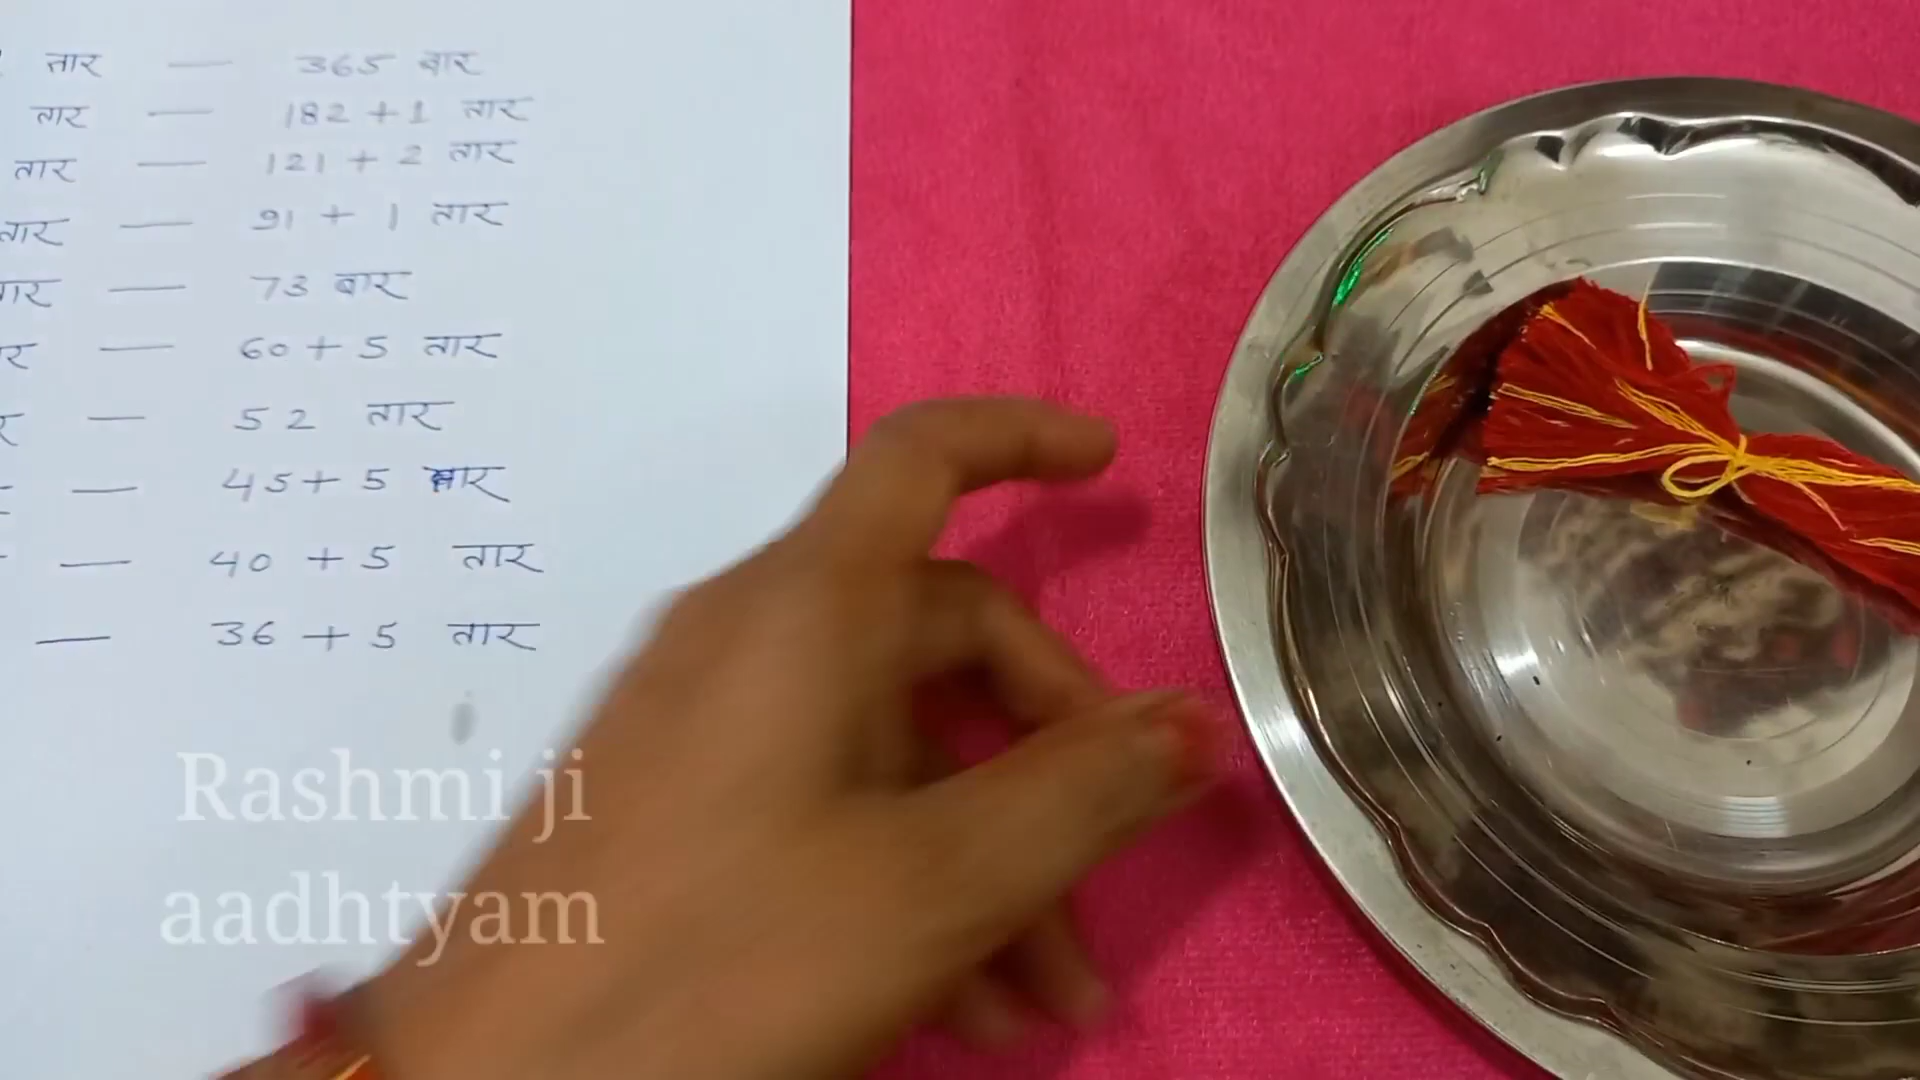 तार — 365 बार
तार — 182 + 1 तार
तार — 121 + 2 तार
तार — 91 + 1 तार
तार — 73 बार
— 60 + 5 तार
— 52 तार
— 45 + 5 तार
— 40 + 5 तार
— 36 + 5 तार
Rashmi ji
aadhtyam